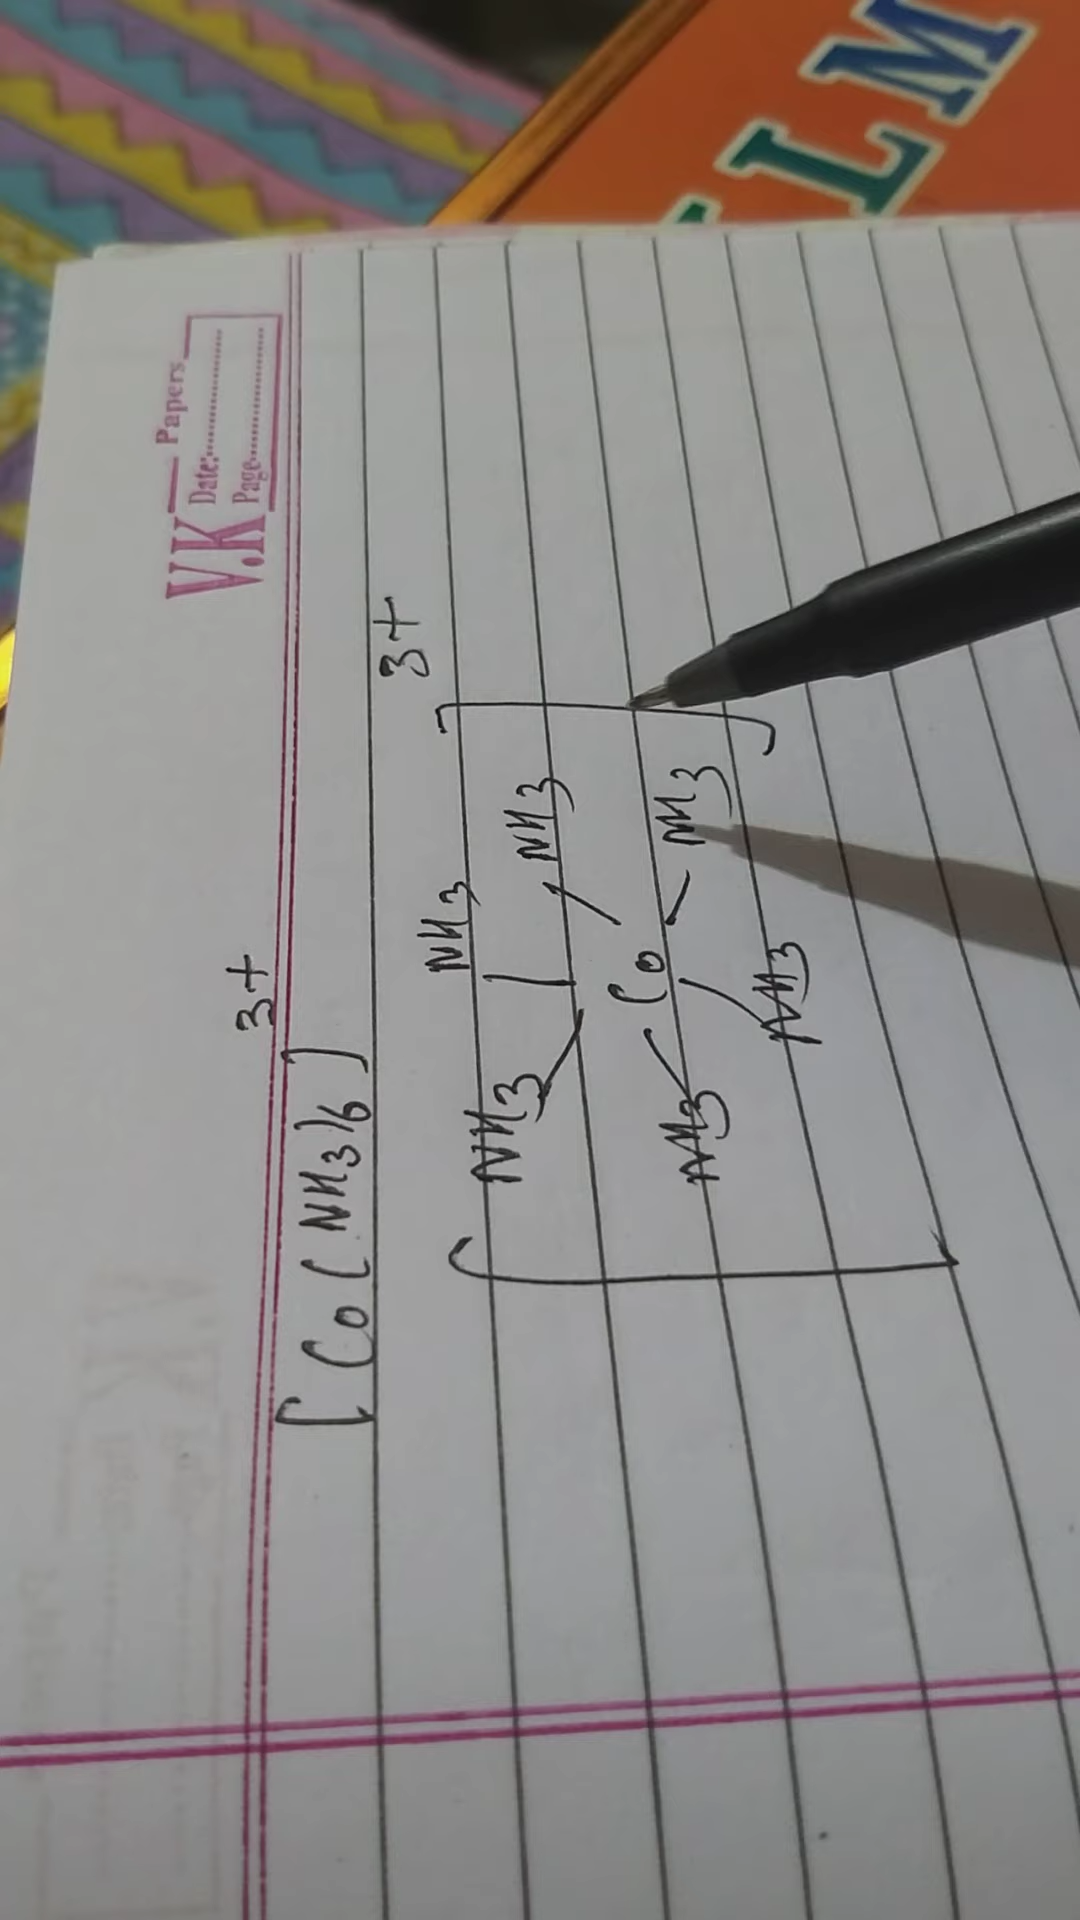 V.K Papers
Date:..................
Page..................
[Co(NH3)6]3+
[ NH3 3+
NH3 NH3
Co
NH3 NH3
NH3 ]
LM